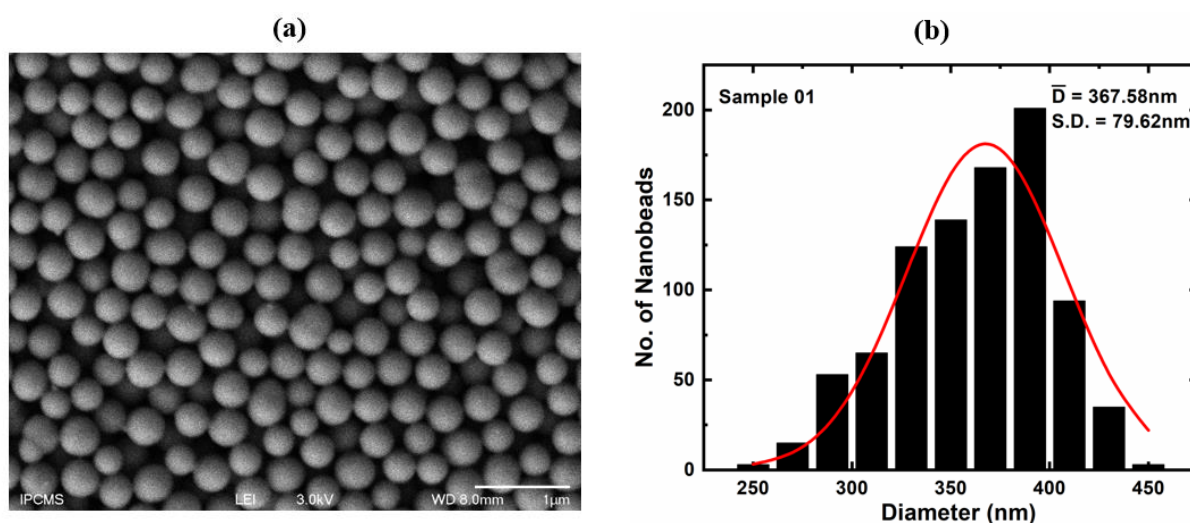 (a)
IPCMS LEI 3.0kV WD 8.0mm 1µm
(b)
Sample 01
D̅ = 367.58nm
S.D. = 79.62nm
No. of Nanobeads
200
150
100
50
0
250 300 350 400 450
Diameter (nm)